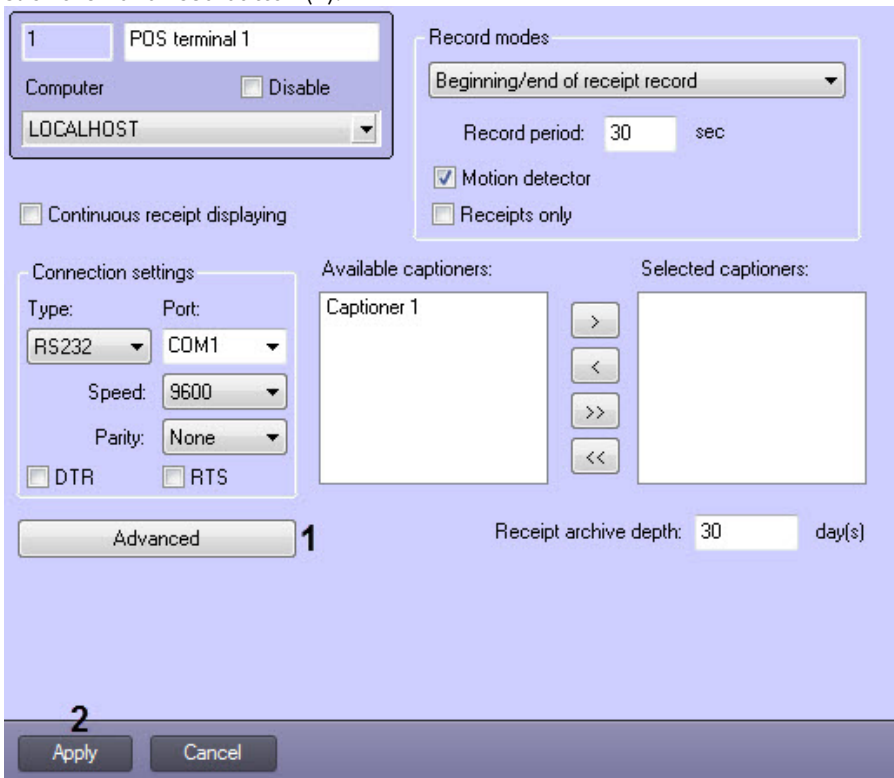 1 POS terminal 1
Computer Disable
LOCALHOST
Continuous receipt displaying
Record modes
Beginning/end of receipt record
Record period: 30 sec
Motion detector
Receipts only
Connection settings
Type: Port:
RS232 COM1
Speed: 9600
Parity: None
DTR RTS
Available captioners:
Captioner 1
>
<
>>
<<
Selected captioners:
Advanced 1
Receipt archive depth: 30 day(s)
2
Apply Cancel